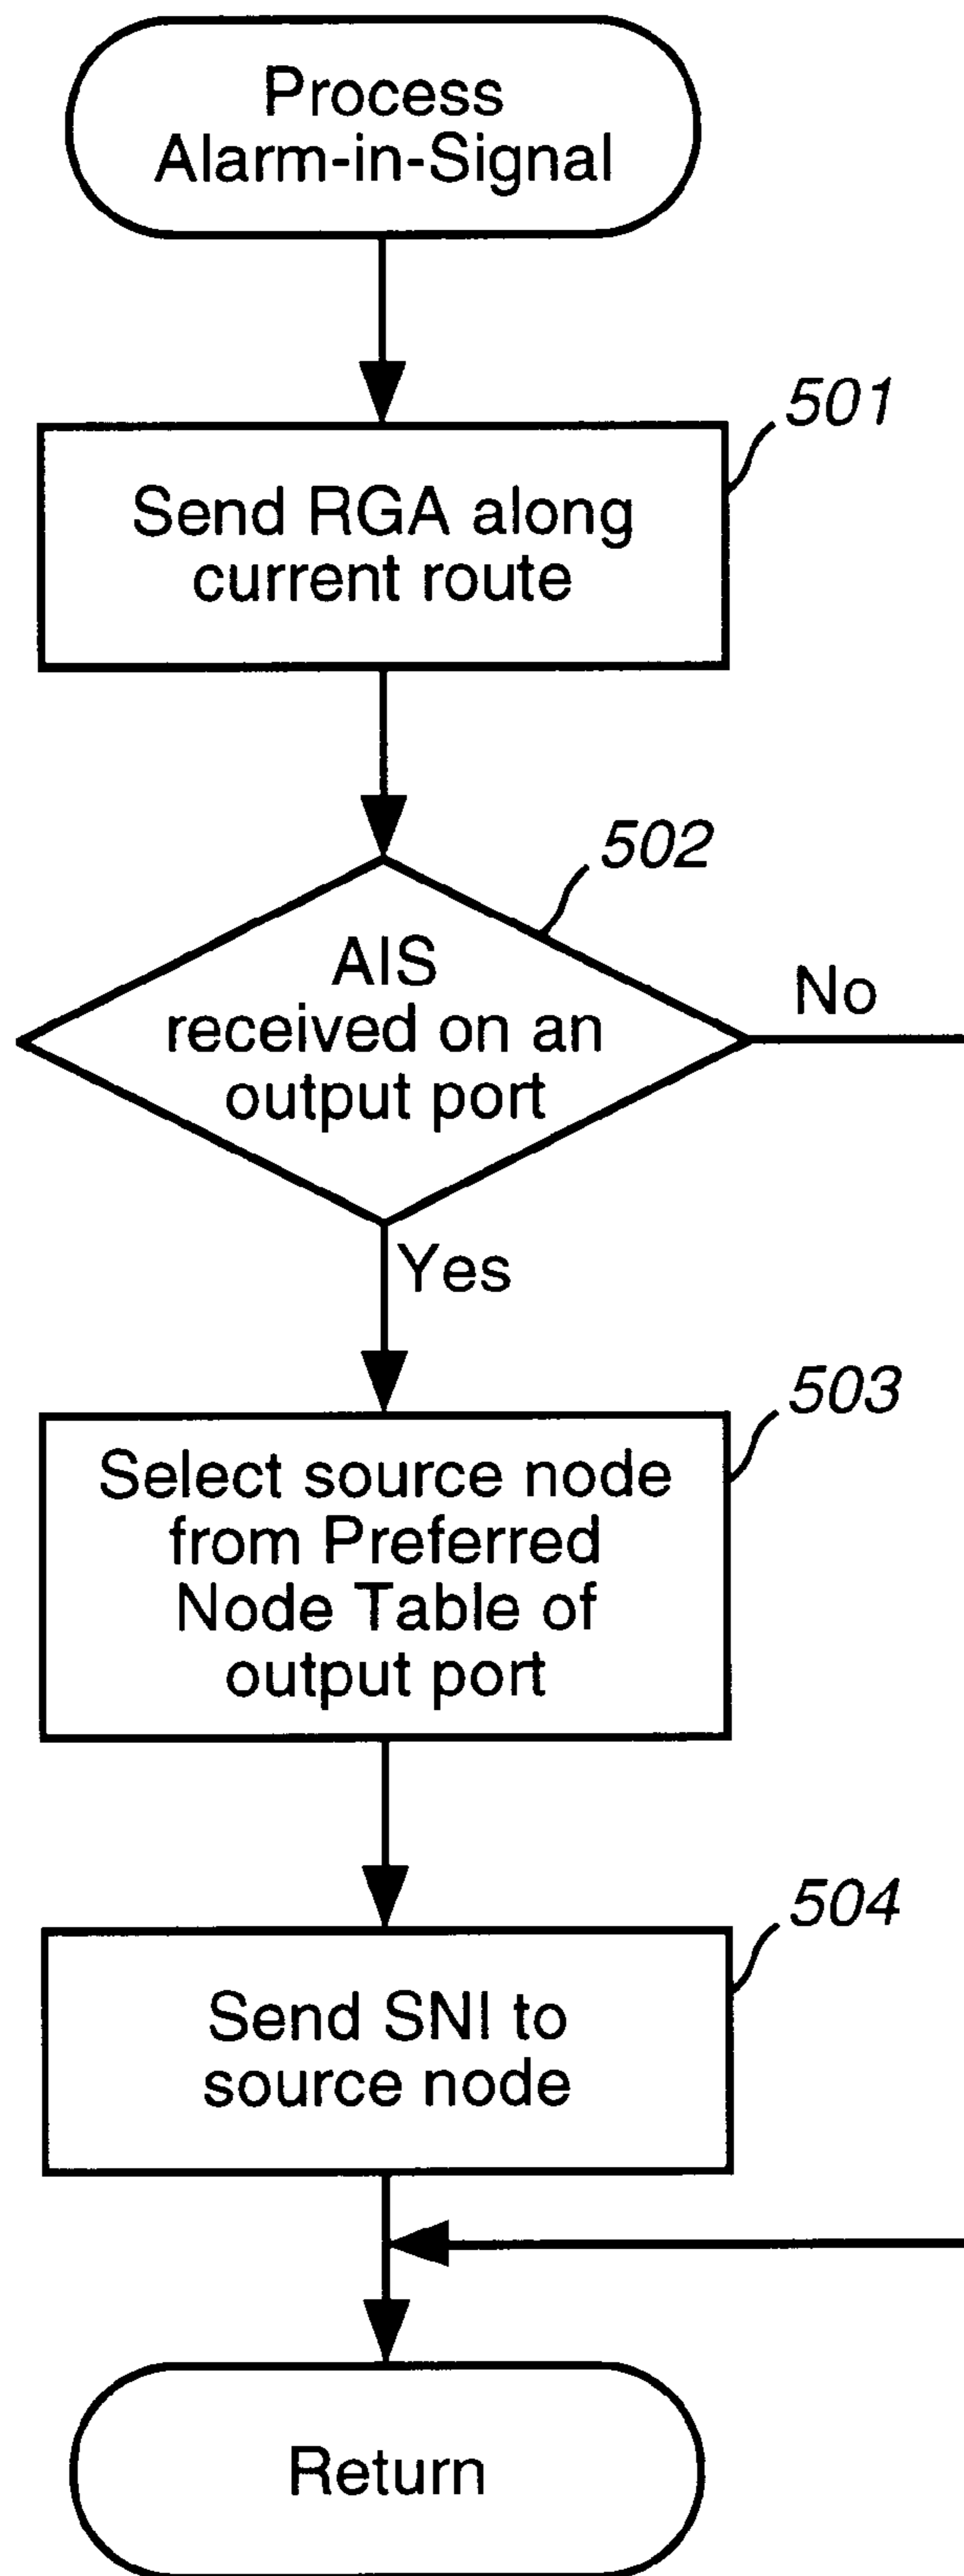 Process
Alarm-in-Signal
501
Send RGA along
current route
502
AIS
received on an
output port
No
Yes
503
Select source node
from Preferred
Node Table of
output port
504
Send SNI to
source node
Return